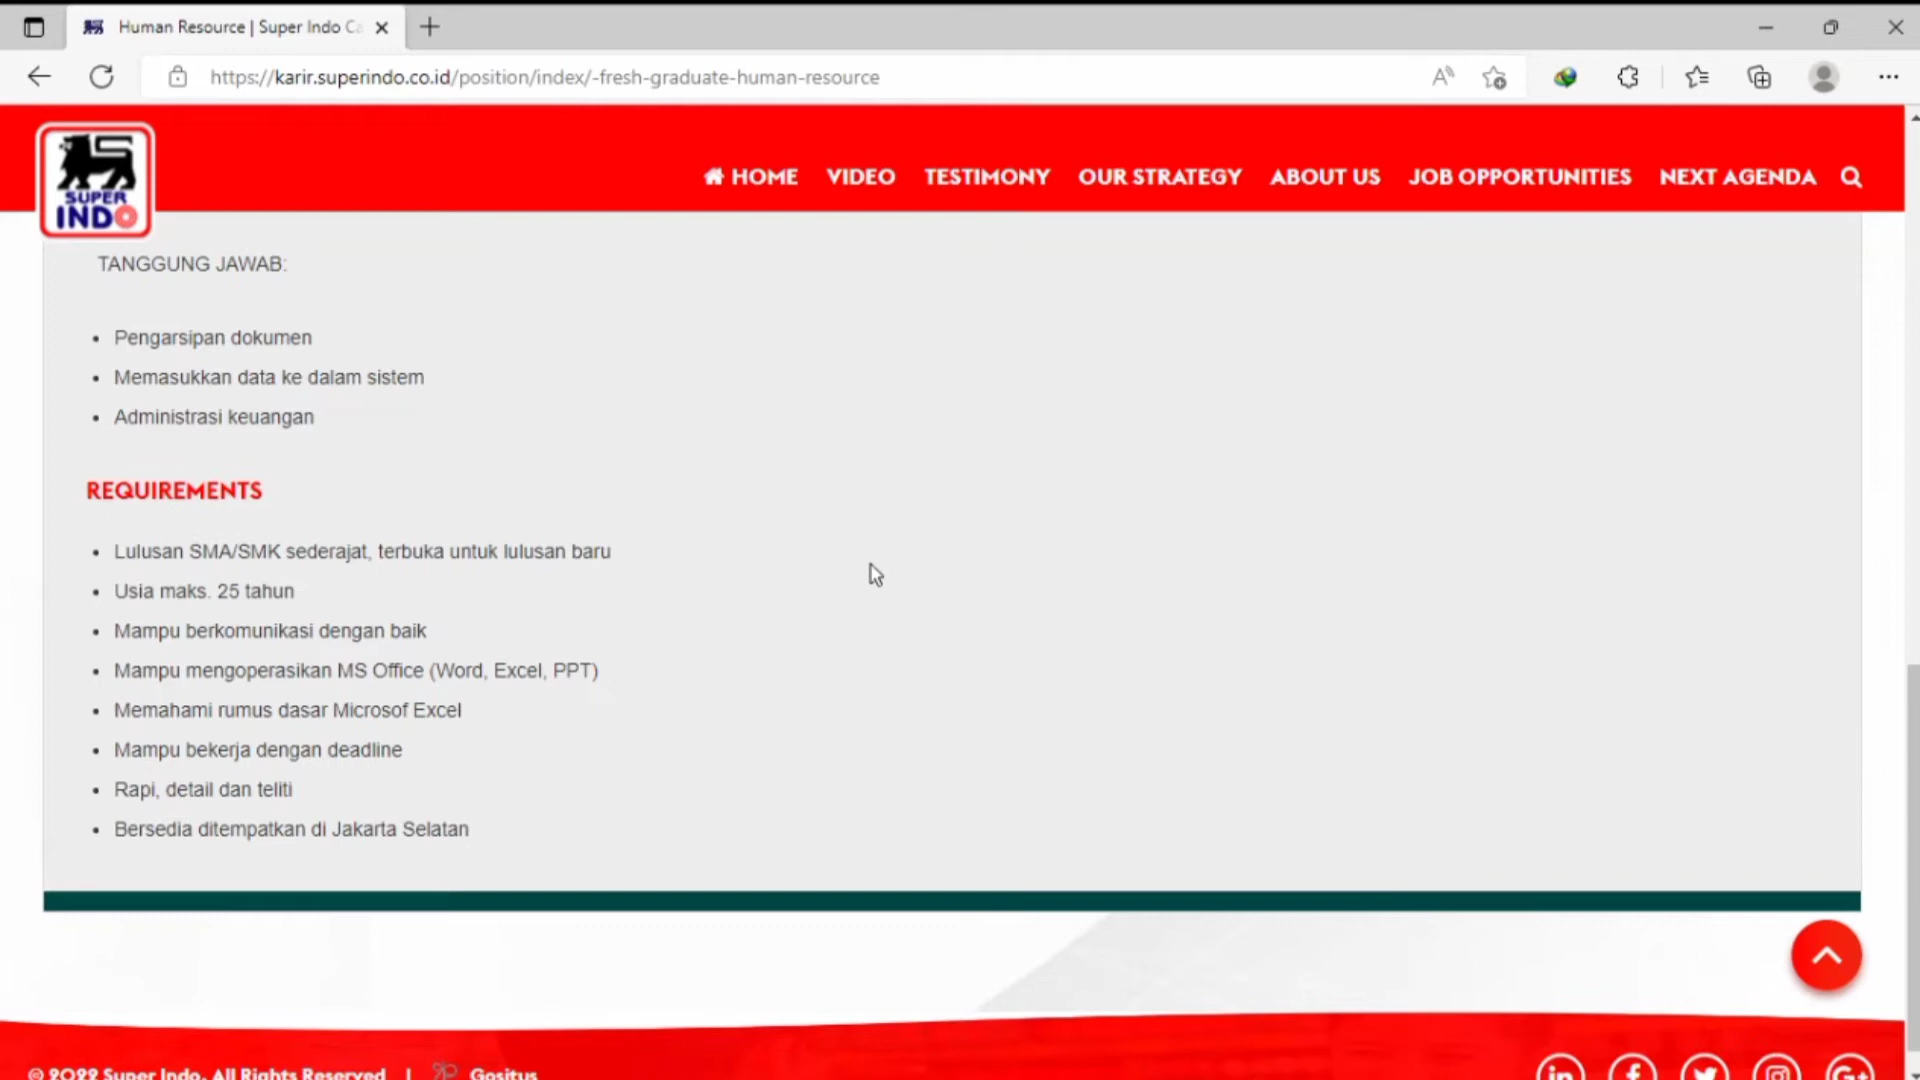 Human Resource | Super Indo Ca
https://karir.superindo.co.id/position/index/-fresh-graduate-human-resource
SUPER
INDO
HOME VIDEO TESTIMONY OUR STRATEGY ABOUT US JOB OPPORTUNITIES NEXT AGENDA
TANGGUNG JAWAB:
• Pengarsipan dokumen
• Memasukkan data ke dalam sistem
• Administrasi keuangan
REQUIREMENTS
• Lulusan SMA/SMK sederajat, terbuka untuk lulusan baru
• Usia maks. 25 tahun
• Mampu berkomunikasi dengan baik
• Mampu mengoperasikan MS Office (Word, Excel, PPT)
• Memahami rumus dasar Microsof Excel
• Mampu bekerja dengan deadline
• Rapi, detail dan teliti
• Bersedia ditempatkan di Jakarta Selatan
© 2022 Super Indo. All Rights Reserved | Gositus